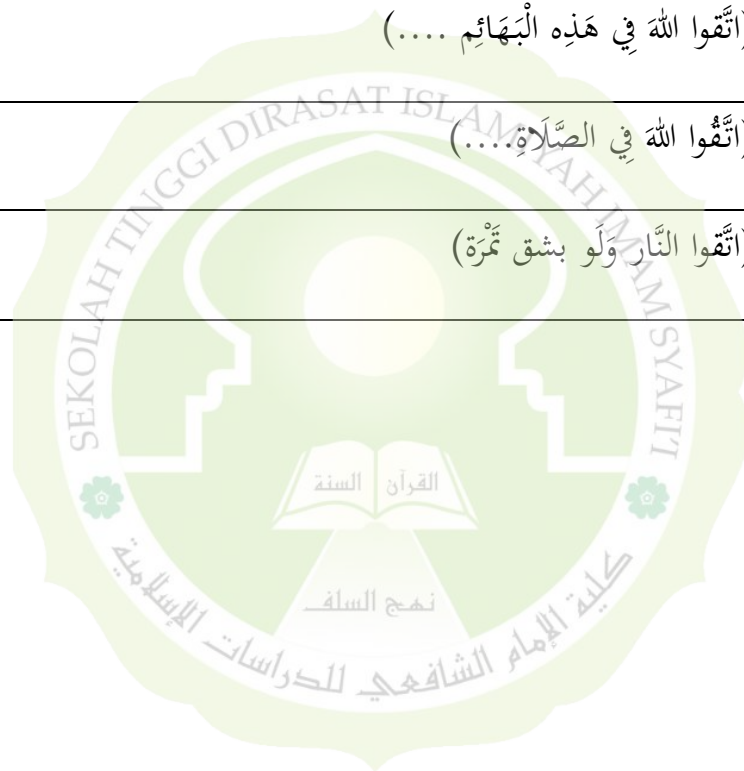 (اتَّقوا اللهَ فِي هَذِه الْبَهَائِم ....)
(اتَّقُوا اللهَ فِي الصَّلَاةِ....)
(اتَّقوا النَّار وَلَو بشق تَمْرَة)
SEKOLAH TINGGI DIRASAT ISLAMIYAH IMAM SYAFI'I
القرآن السنة
نهج السلف
كلية الإمام الشافعي للدراسات الإسلامية